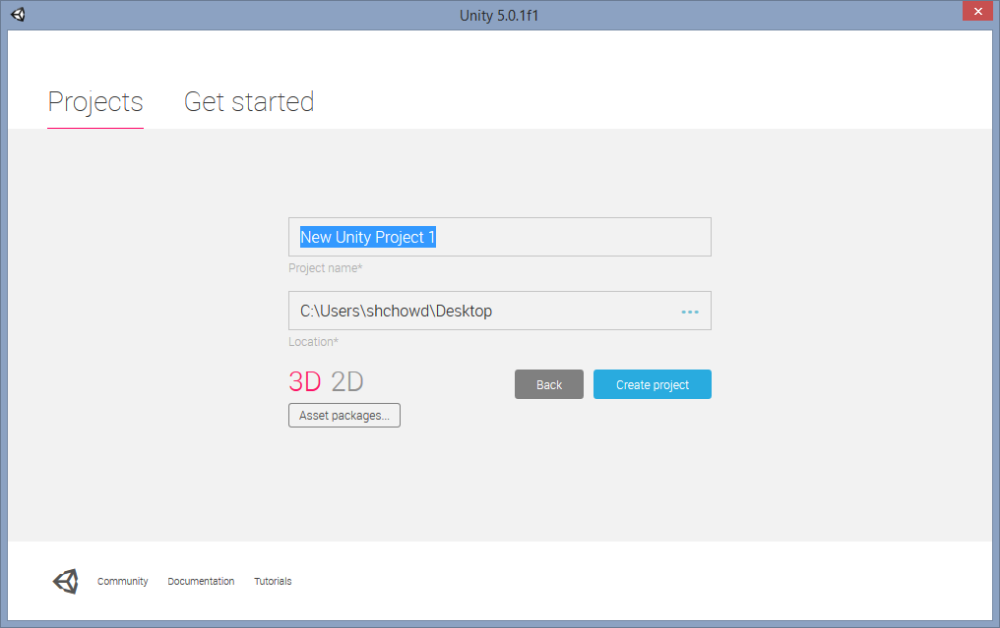 Unity 5.0.1f1
Projects Get started
New Unity Project 1
Project name*
C:\Users\shchowd\Desktop
Location*
3D 2D Back Create project
Asset packages...
Community Documentation Tutorials